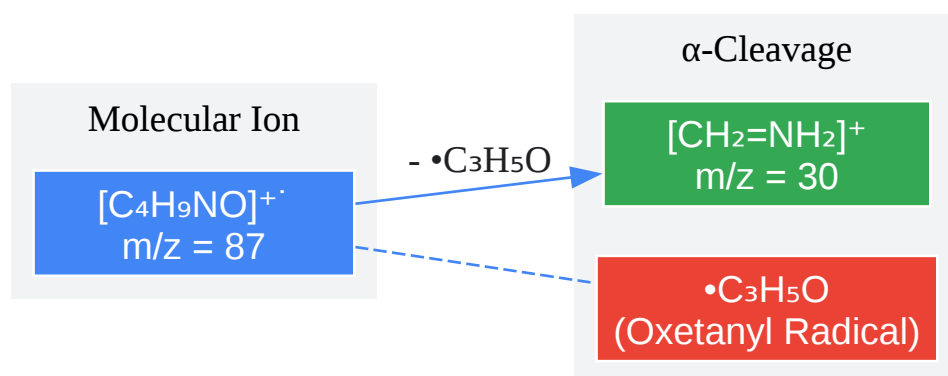 α-Cleavage
Molecular Ion
[CH₂=NH₂]⁺
m/z = 30
- •C₃H₅O
[C₄H₉NO]⁺˙
m/z = 87
•C₃H₅O
(Oxetanyl Radical)